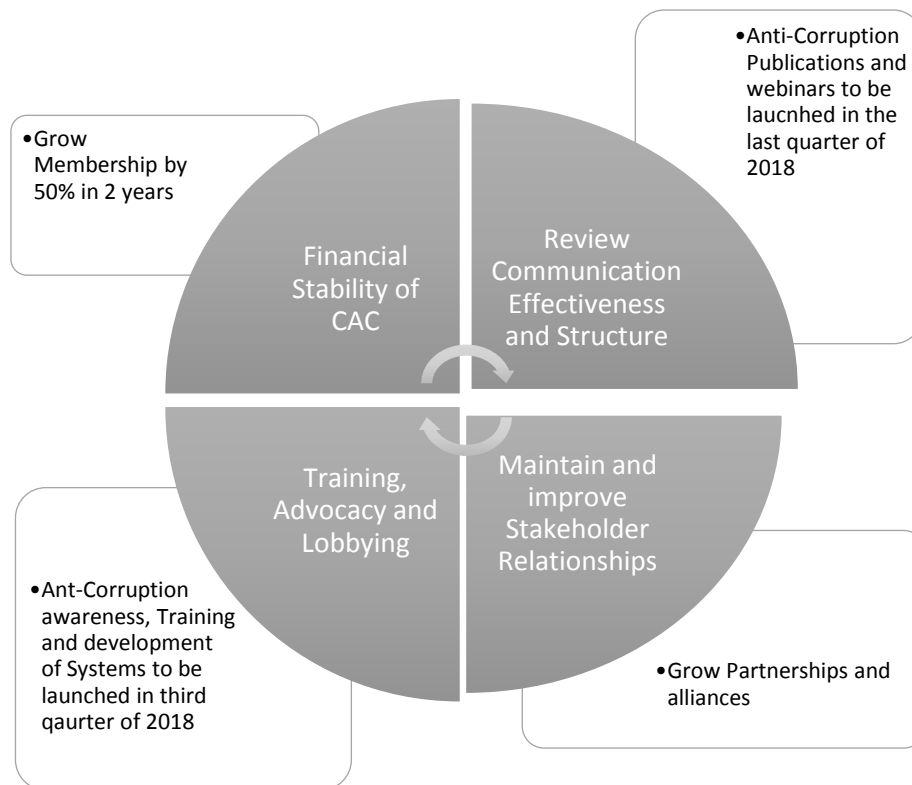 •Grow
Membership by
50% in 2 years
•Anti-Corruption
Publications and
webinars to be
laucnhed in the
last quarter of
2018
Financial
Stability of
CAC
Review
Communication
Effectiveness
and Structure
Training,
Advocacy and
Lobbying
Maintain and
improve
Stakeholder
Relationships
•Ant-Corruption
awareness, Training
and development
of Systems to be
launched in third
qaurter of 2018
•Grow Partnerships and
alliances